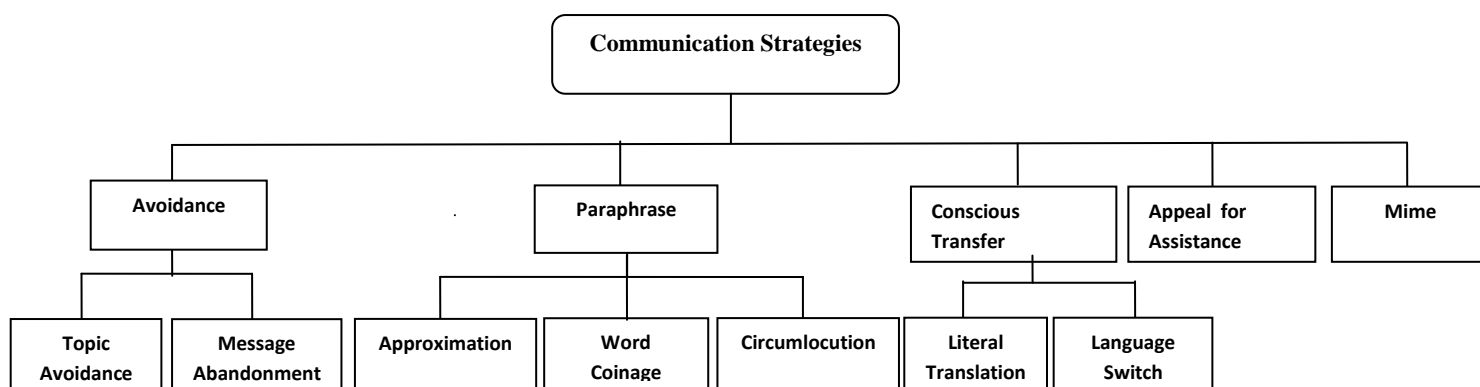 Communication Strategies
Avoidance
Paraphrase
Conscious
Transfer
Appeal for
Assistance
Mime
Topic
Avoidance
Message
Abandonment
Approximation
Word
Coinage
Circumlocution
Literal
Translation
Language
Switch